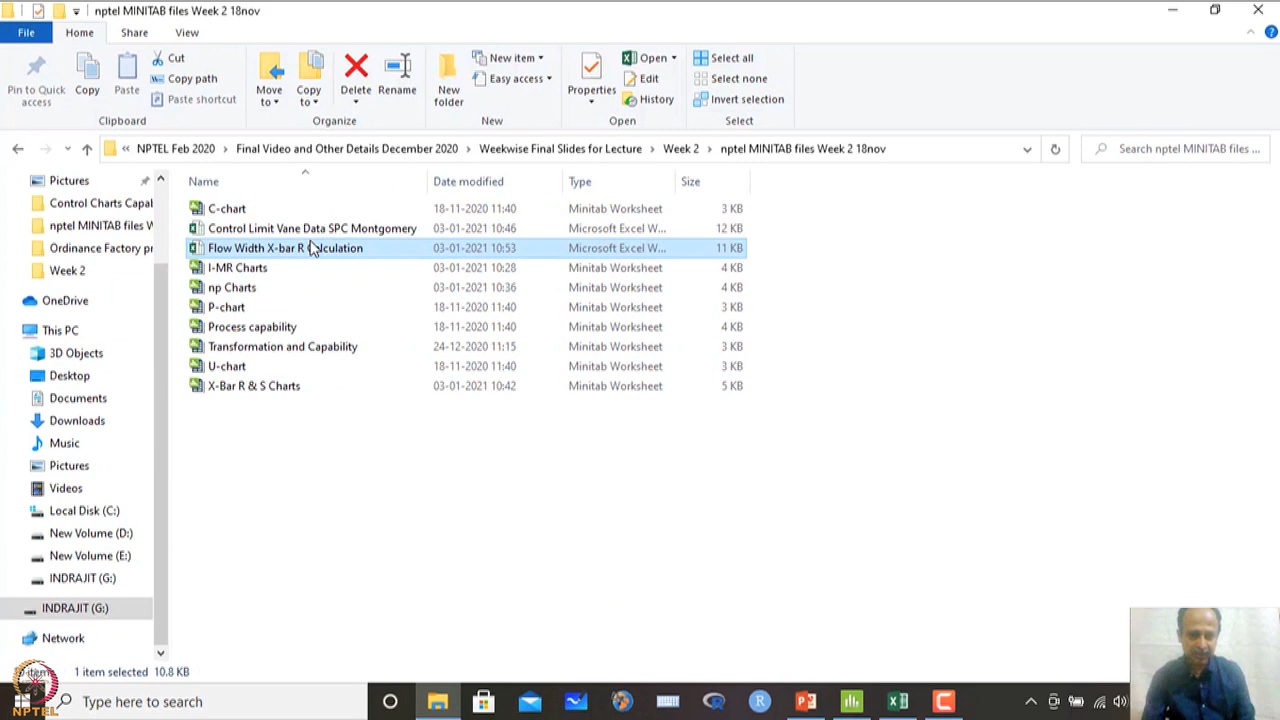 nptel MINITAB files Week 2 18nov
File Home Share View
Pin to Quick access
Copy
Paste
Cut
Copy path
Paste shortcut
Clipboard
Move to
Copy to
Delete
Rename
Organize
New folder
New item
Easy access
New
Properties
Open
Edit
History
Open
Select all
Select none
Invert selection
Select
« NPTEL Feb 2020 > Final Video and Other Details December 2020 > Weekwise Final Slides for Lecture > Week 2 > nptel MINITAB files Week 2 18nov
Search nptel MINITAB files ...
Pictures
Control Charts Capal
nptel MINITAB files W
Ordinance Factory pr
Week 2
OneDrive
This PC
3D Objects
Desktop
Documents
Downloads
Music
Pictures
Videos
Local Disk (C:)
New Volume (D:)
New Volume (E:)
INDRAJIT (G:)
INDRAJIT (G:)
Network
Name Date modified Type Size
C-chart 18-11-2020 11:40 Minitab Worksheet 3 KB
Control Limit Vane Data SPC Montgomery 03-01-2021 10:46 Microsoft Excel W... 12 KB
Flow Width X-bar R 03-01-2021 10:53 Microsoft Excel W... 11 KB
I-MR Charts 03-01-2021 10:28 Minitab Worksheet 4 KB
np Charts 03-01-2021 10:36 Minitab Worksheet 4 KB
P-chart 18-11-2020 11:40 Minitab Worksheet 3 KB
Process capability 18-11-2020 11:40 Minitab Worksheet 4 KB
Transformation and Capability 24-12-2020 11:15 Minitab Worksheet 3 KB
U-chart 18-11-2020 11:40 Minitab Worksheet 3 KB
X-Bar R & S Charts 03-01-2021 10:42 Minitab Worksheet 5 KB
1 item selected 10.8 KB
NPTEL
Type here to search